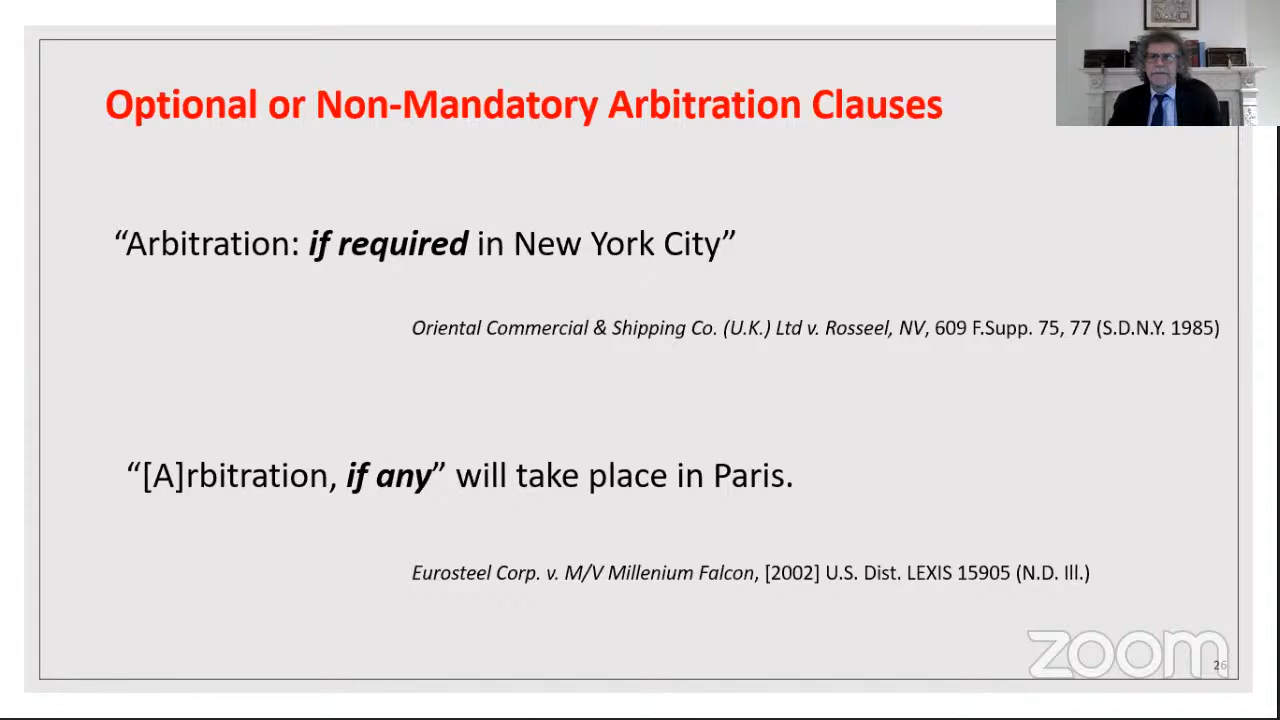 Optional or Non-Mandatory Arbitration Clauses
“Arbitration: if required in New York City”
Oriental Commercial & Shipping Co. (U.K.) Ltd v. Rosseel, NV, 609 F.Supp. 75, 77 (S.D.N.Y. 1985)
“[A]rbitration, if any” will take place in Paris.
Eurosteel Corp. v. M/V Millenium Falcon, [2002] U.S. Dist. LEXIS 15905 (N.D. Ill.)
zoom
26